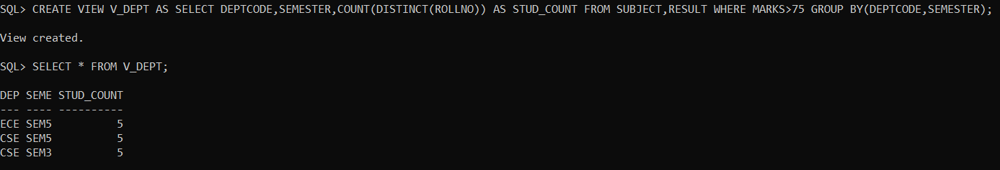 SQL> CREATE VIEW V_DEPT AS SELECT DEPTCODE,SEMESTER,COUNT(DISTINCT(ROLLNO)) AS STUD_COUNT FROM SUBJECT,RESULT WHERE MARKS>75 GROUP BY(DEPTCODE,SEMESTER);
View created.
SQL> SELECT * FROM V_DEPT;
DEP SEME STUD_COUNT
--- ---- ----------
ECE SEM5          5
CSE SEM5          5
CSE SEM3          5